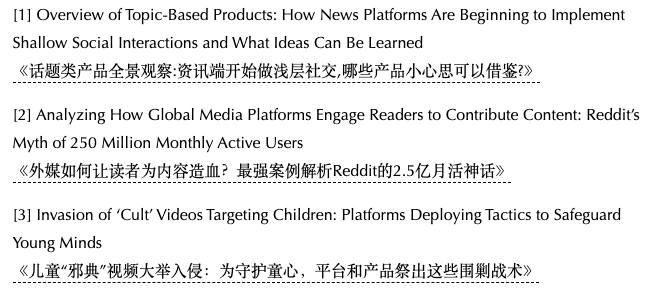 [1] Overview of Topic-Based Products: How News Platforms Are Beginning to Implement
Shallow Social Interactions and What Ideas Can Be Learned
《话题类产品全景观察:资讯端开始做浅层社交,哪些产品小心思可以借鉴?》
[2] Analyzing How Global Media Platforms Engage Readers to Contribute Content: Reddit’s
Myth of 250 Million Monthly Active Users
《外媒如何让读者为内容造血？最强案例解析Reddit的2.5亿月活神话》
[3] Invasion of ‘Cult’ Videos Targeting Children: Platforms Deploying Tactics to Safeguard
Young Minds
《儿童“邪典”视频大举入侵：为守护童心，平台和产品祭出这些围剿战术》